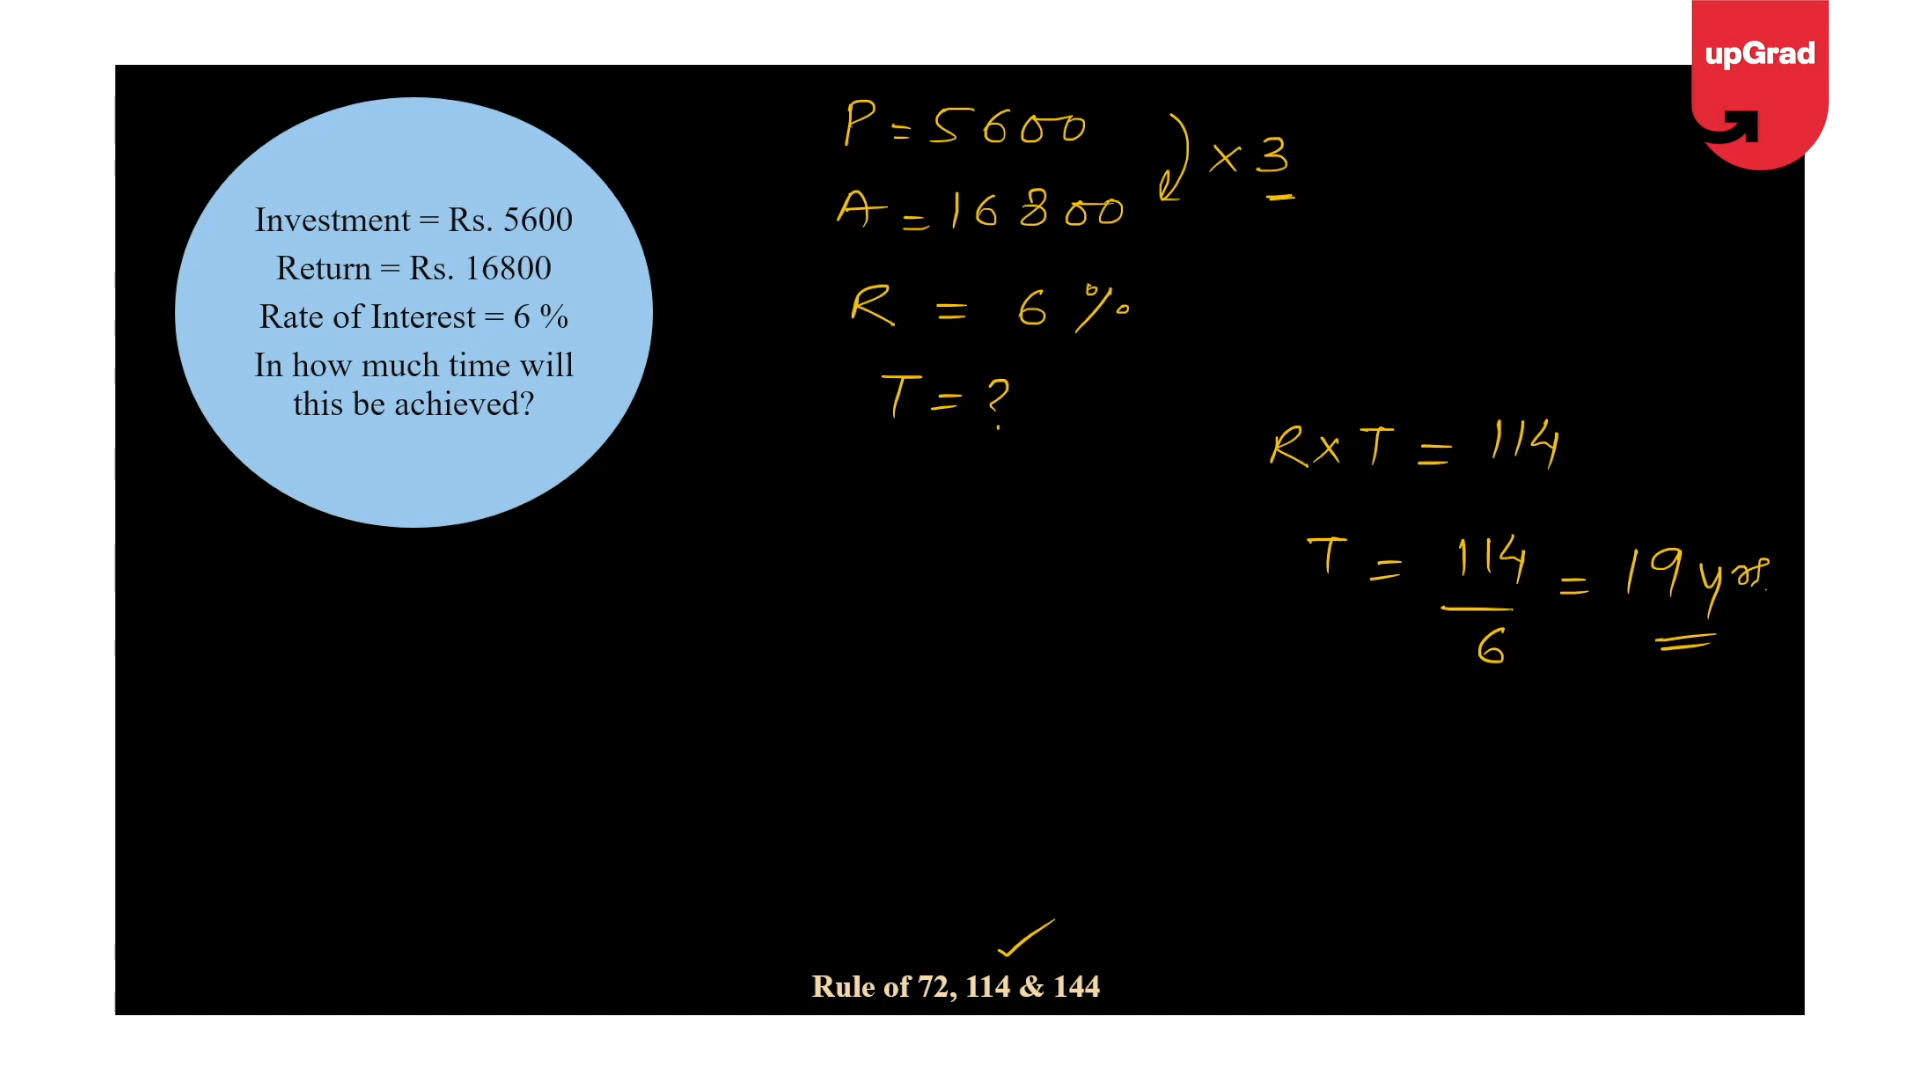 upGrad
Investment = Rs. 5600
Return = Rs. 16800
Rate of Interest = 6 %
In how much time will
this be achieved?
P = 5600
A = 16800
× 3
R = 6 %
T = ?
R × T = 114
T = 114/6 = 19 yrs.
Rule of 72, 114 & 144